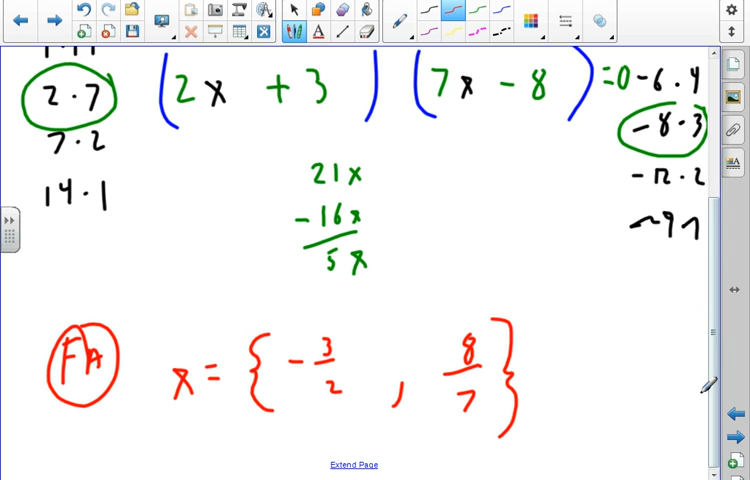 (2x + 3) (7x - 8) = 0
-6 · 4
2 · 7
-8 · 3
7 · 2
-12 · 2
14 · 1
21x
-16x
5x
FA
x = { -3/2 , 8/7 }
Extend Page